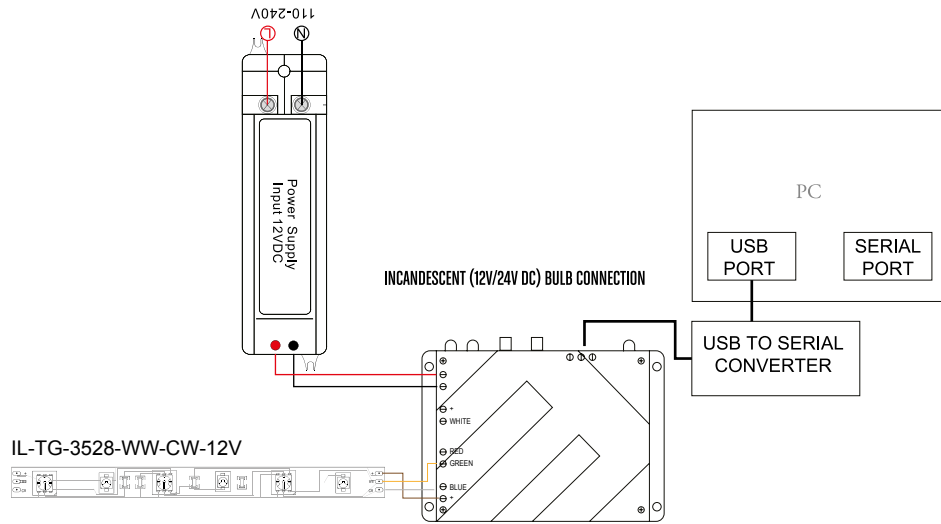 110-240V
L
N
Power Supply
Input 12VDC
PC
USB
PORT
SERIAL
PORT
INCANDESCENT (12V/24V DC) BULB CONNECTION
USB TO SERIAL
CONVERTER
+
WHITE
RED
GREEN
BLUE
+
IL-TG-3528-WW-CW-12V